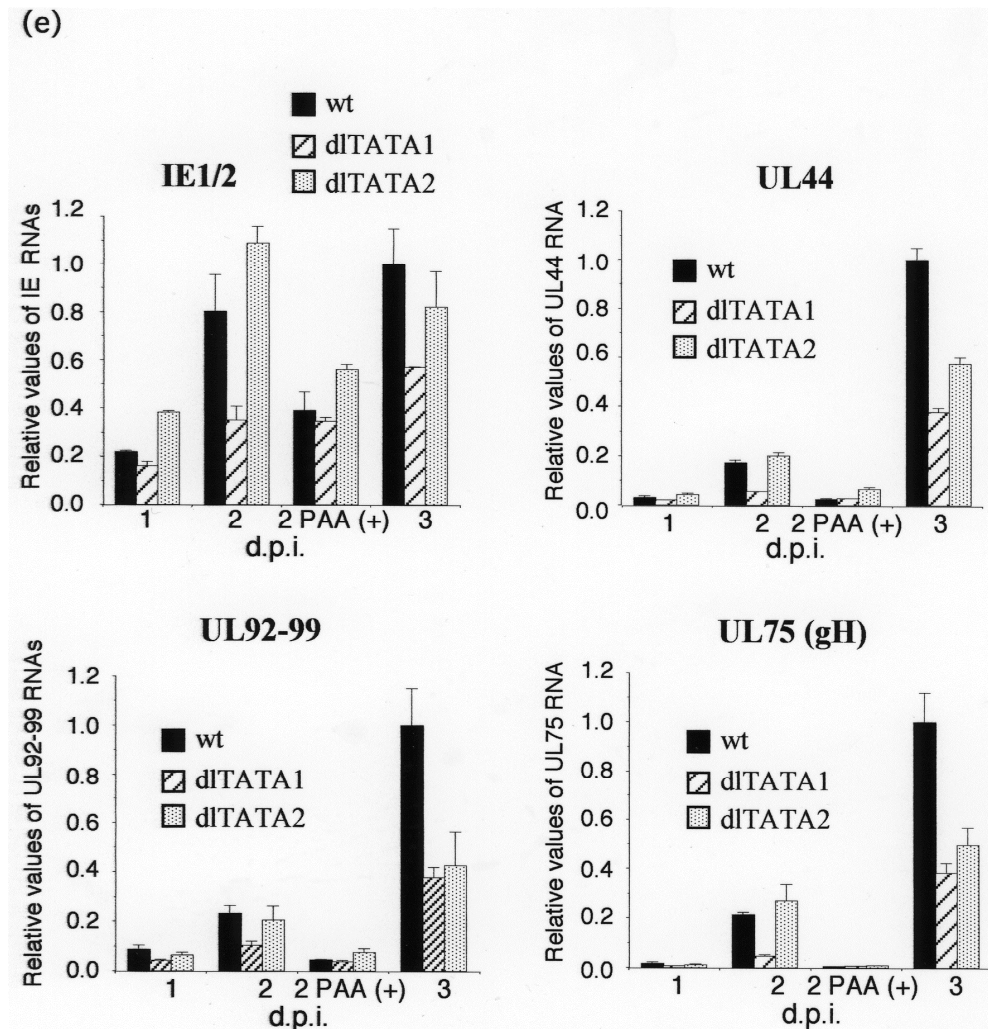 (e)
wt
dlTATA1
dlTATA2
IE1/2
Relative values of IE RNAs
1.2
1.0
0.8
0.6
0.4
0.2
0.0
1 2 2 PAA (+) 3
d.p.i.
UL44
wt
dlTATA1
dlTATA2
Relative values of UL44 RNA
1.2
1.0
0.8
0.6
0.4
0.2
0.0
1 2 2 PAA (+) 3
d.p.i.
UL92-99
wt
dlTATA1
dlTATA2
Relative values of UL92-99 RNAs
1.2
1.0
0.8
0.6
0.4
0.2
0.0
1 2 2 PAA (+) 3
d.p.i.
UL75 (gH)
wt
dlTATA1
dlTATA2
Relative values of UL75 RNA
1.2
1.0
0.8
0.6
0.4
0.2
0.0
1 2 2 PAA (+) 3
d.p.i.